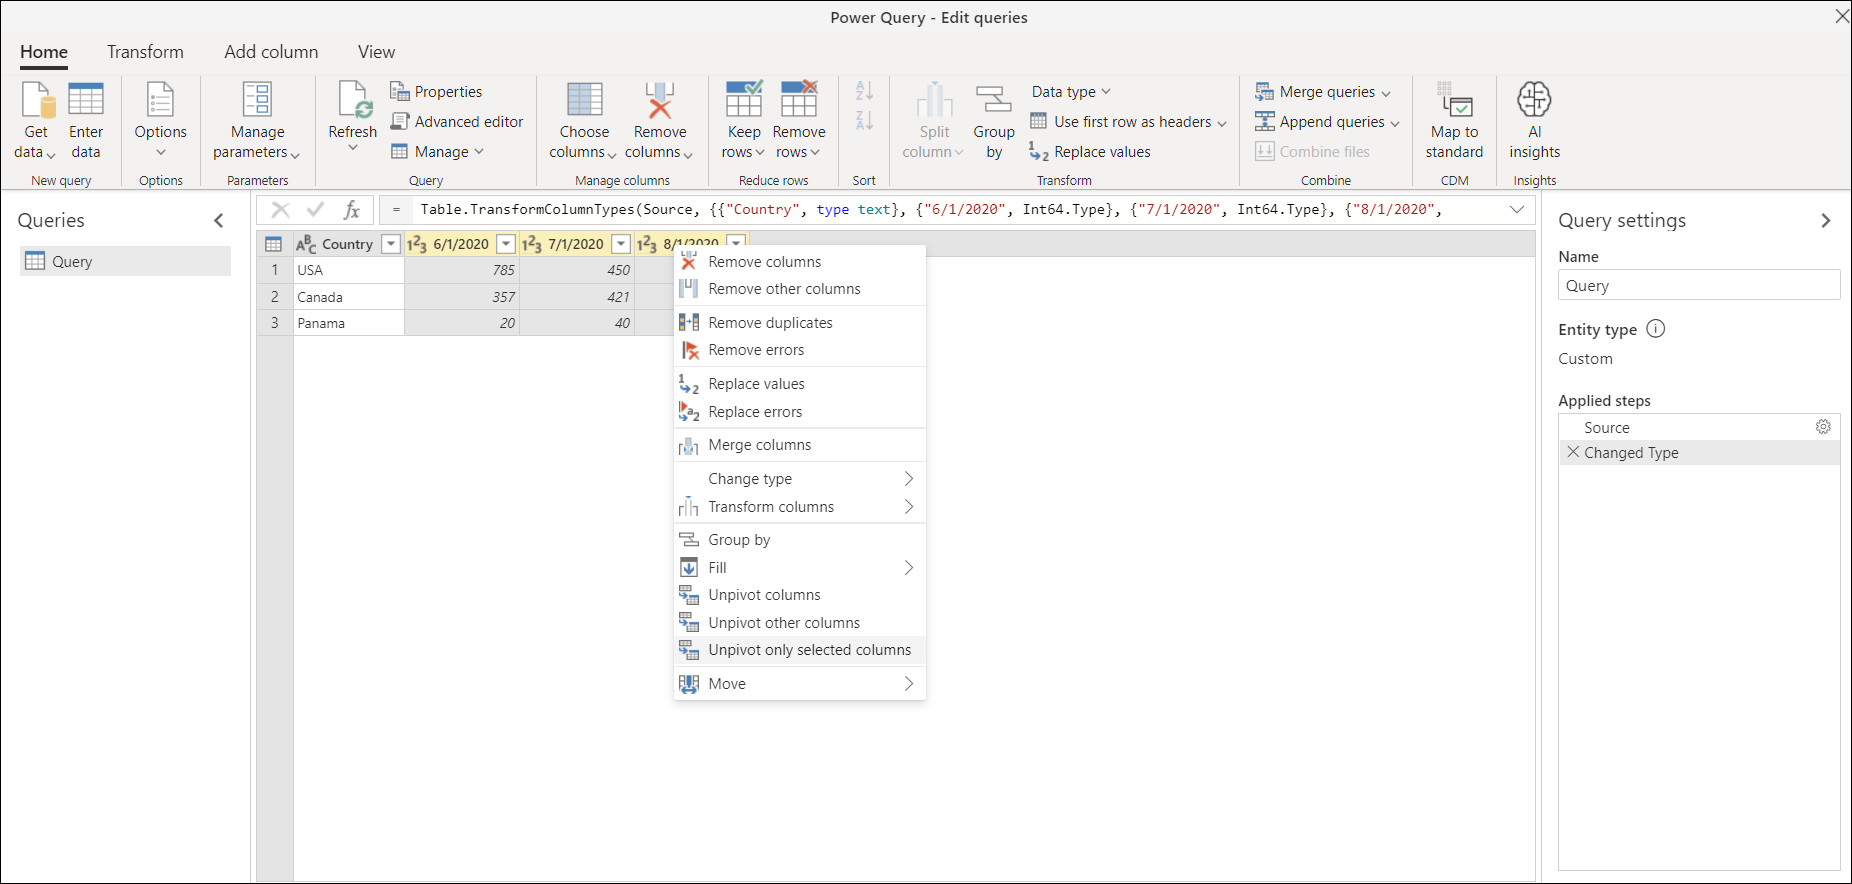 Power Query - Edit queries
Home Transform Add column View
Get data
Enter data
New query
Options
Options
Manage parameters
Parameters
Refresh
Properties
Advanced editor
Manage
Query
Choose columns
Remove columns
Manage columns
Keep rows
Remove rows
Reduce rows
Sort
Split column
Group by
Data type
Use first row as headers
Replace values
Transform
Merge queries
Append queries
Combine files
Combine
Map to standard
CDM
AI insights
Insights
Queries
Query
= Table.TransformColumnTypes(Source, {{"Country", type text}, {"6/1/2020", Int64.Type}, {"7/1/2020", Int64.Type}, {"8/1/2020",
Country 6/1/2020 7/1/2020 8/1/2020
1 USA 785 450
2 Canada 357 421
3 Panama 20 40
Remove columns
Remove other columns
Remove duplicates
Remove errors
Replace values
Replace errors
Merge columns
Change type
Transform columns
Group by
Fill
Unpivot columns
Unpivot other columns
Unpivot only selected columns
Move
Query settings
Name
Query
Entity type
Custom
Applied steps
Source
Changed Type